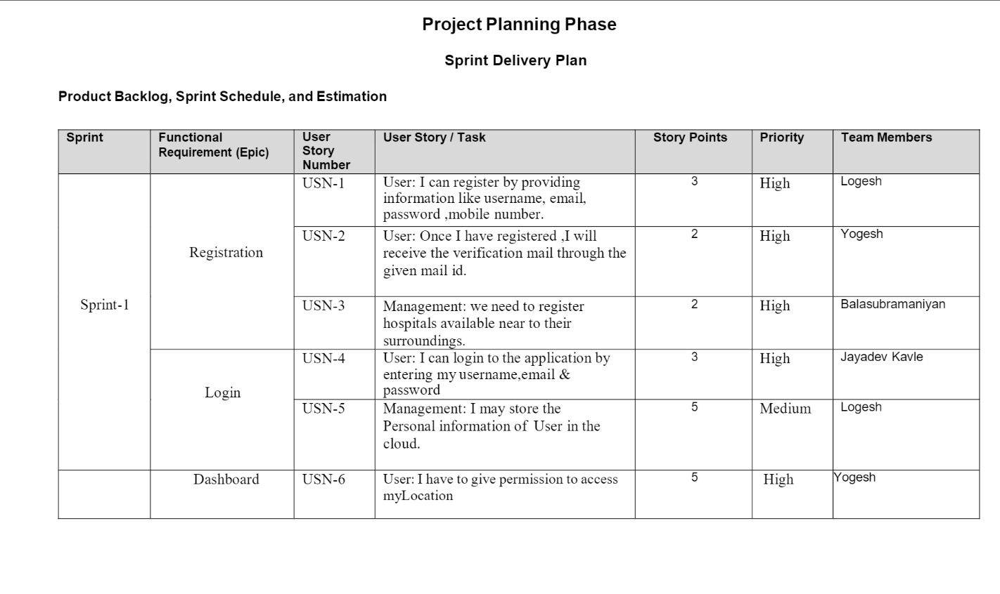 Project Planning Phase
Sprint Delivery Plan
Product Backlog, Sprint Schedule, and Estimation
Sprint
Functional
Requirement (Epic)
User
Story
Number
User Story / Task
Story Points
Priority
Team Members
Sprint-1
Registration
USN-1
User: I can register by providing
information like username, email,
password ,mobile number.
3
High
Logesh
USN-2
User: Once I have registered ,I will
receive the verification mail through the
given mail id.
2
High
Yogesh
USN-3
Management: we need to register
hospitals available near to their
surroundings.
2
High
Balasubramaniyan
Login
USN-4
User: I can login to the application by
entering my username,email &
password
3
High
Jayadev Kavle
USN-5
Management: I may store the
Personal information of User in the
cloud.
5
Medium
Logesh
Dashboard
USN-6
User: I have to give permission to access
myLocation
5
High
Yogesh